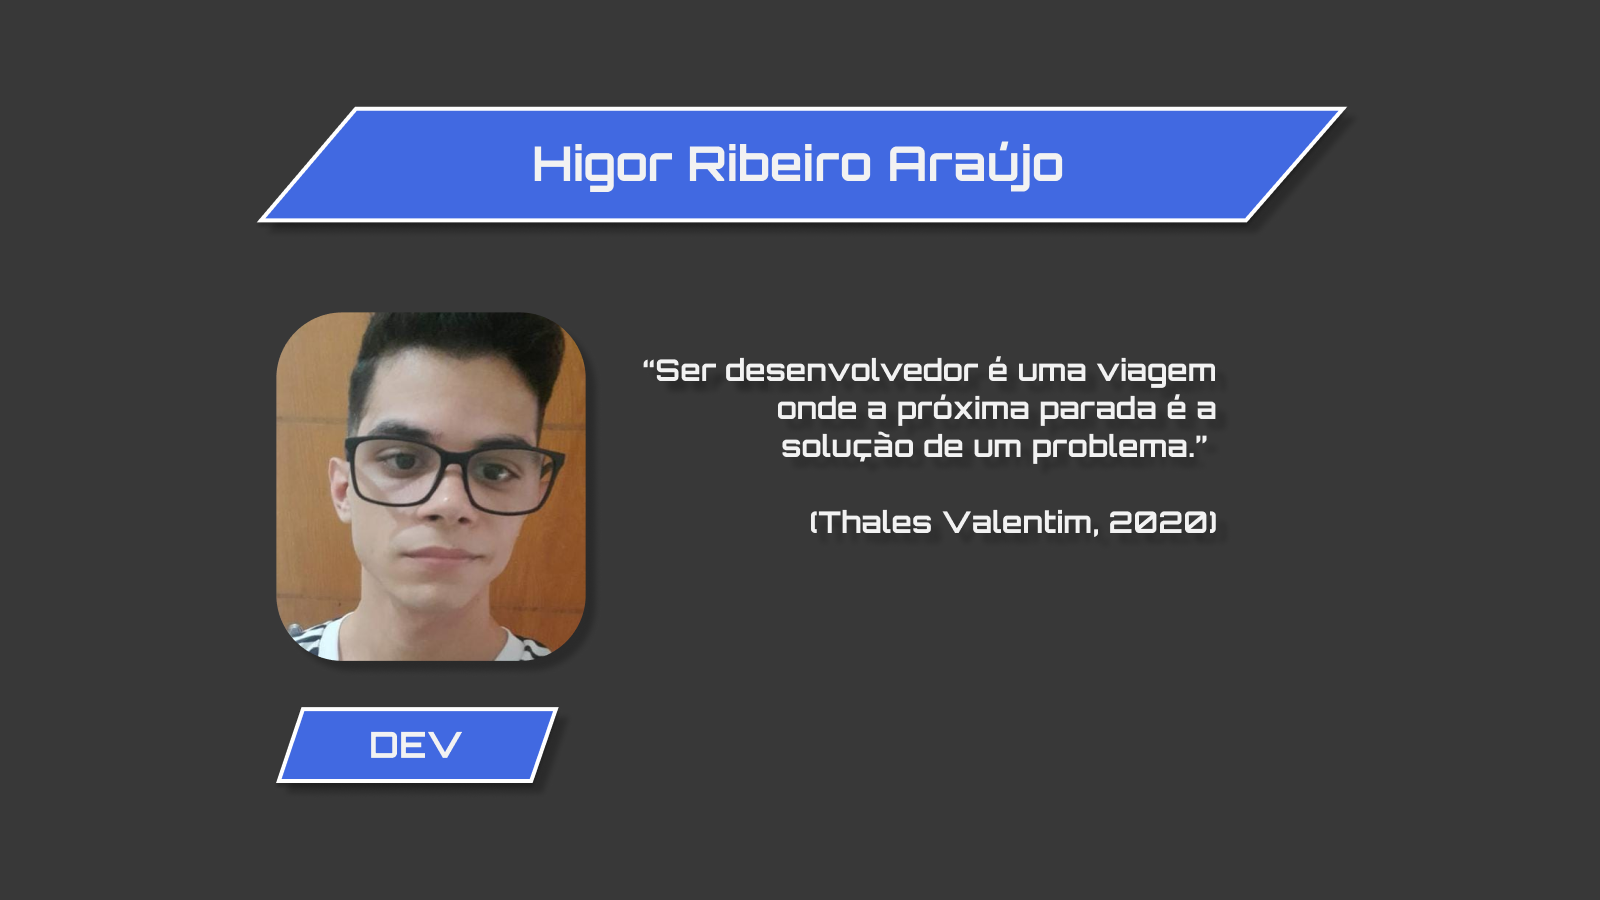 Higor Ribeiro Araújo
“Ser desenvolvedor é uma viagem
onde a próxima parada é a
solução de um problema.”
(Thales Valentim, 2020)
DEV